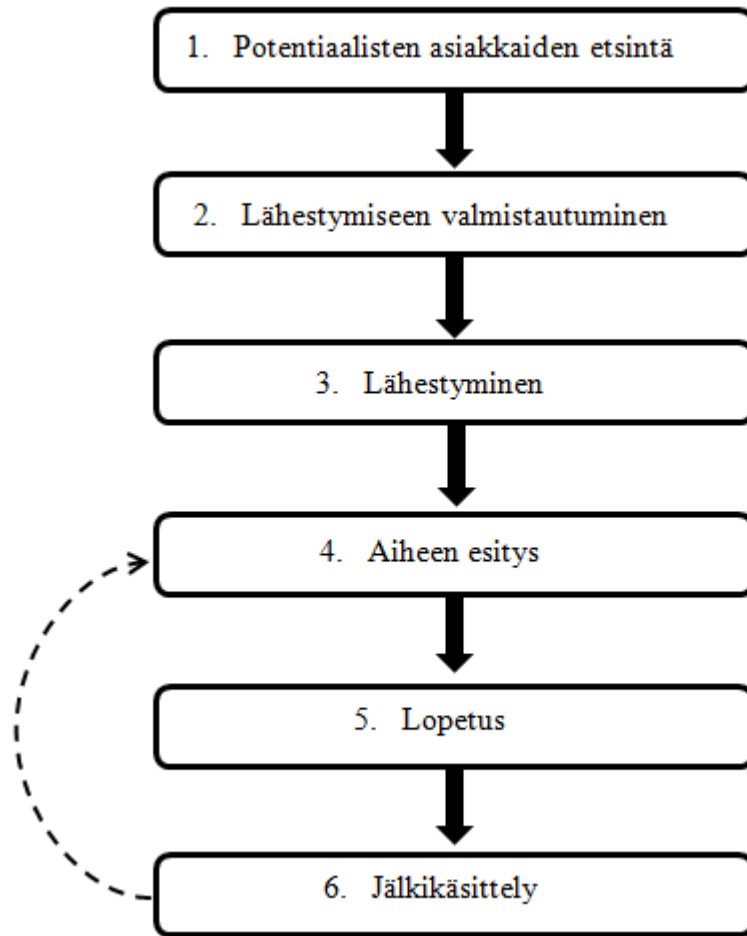 1. Potentiaalisten asiakkaiden etsintä
2. Lähestymiseen valmistautuminen
3. Lähestyminen
4. Aiheen esitys
5. Lopetus
6. Jälkikäsittely